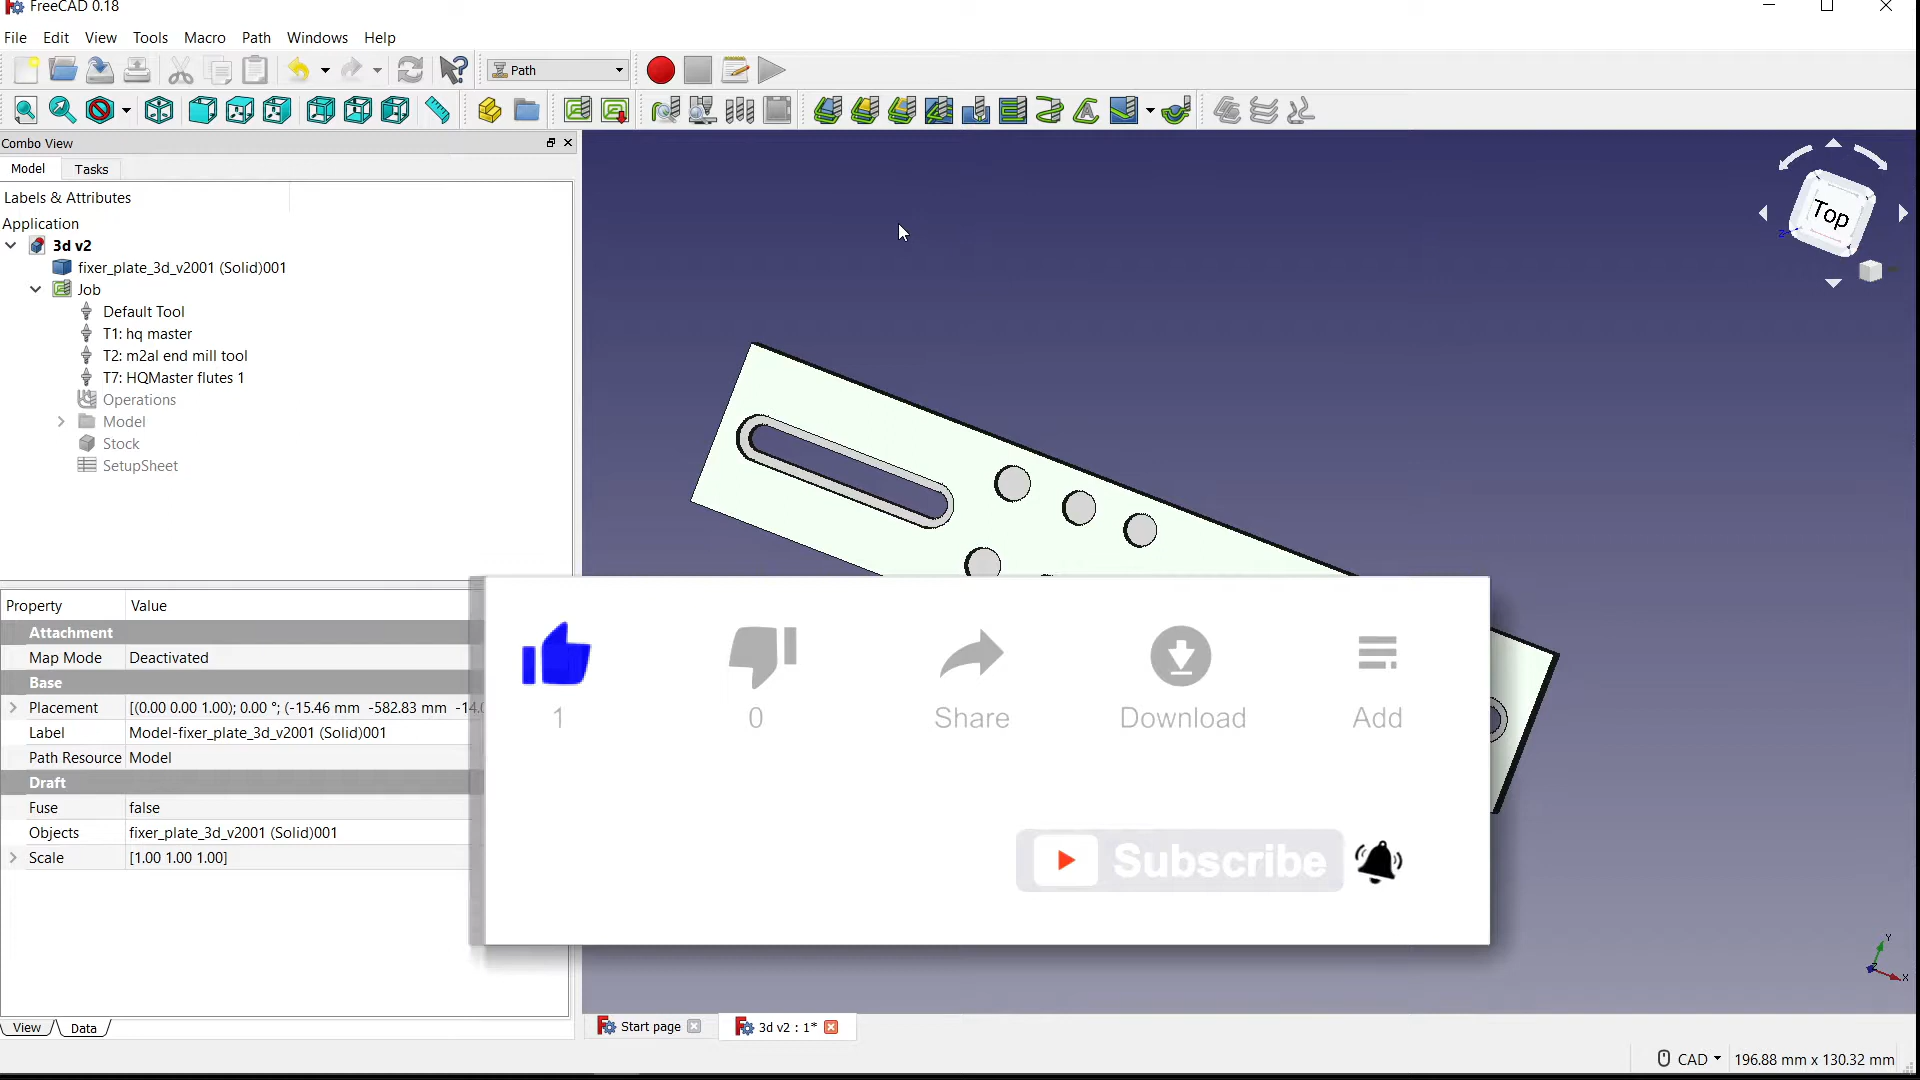 FreeCAD 0.18
File Edit View Tools Macro Path Windows Help
Path
Combo View
Model Tasks
Labels & Attributes
Application
3d v2
fixer_plate_3d_v2001 (Solid)001
Job
Default Tool
T1: hq master
T2: m2al end mill tool
T7: HQMaster flutes 1
Operations
Model
Stock
SetupSheet
Top
Z
Property Value
Attachment
Map Mode Deactivated
Base
Placement [(0.00 0.00 1.00); 0.00 °; (-15.46 mm -582.83 mm
Label Model-fixer_plate_3d_v2001 (Solid)001
Path Resource Model
Draft
Fuse false
Objects fixer_plate_3d_v2001 (Solid)001
Scale [1.00 1.00 1.00]
1 0 Share Download Add
Subscribe
Y
Z
X
View Data
Start page
3d v2 : 1*
CAD
196.88 mm x 130.32 mm